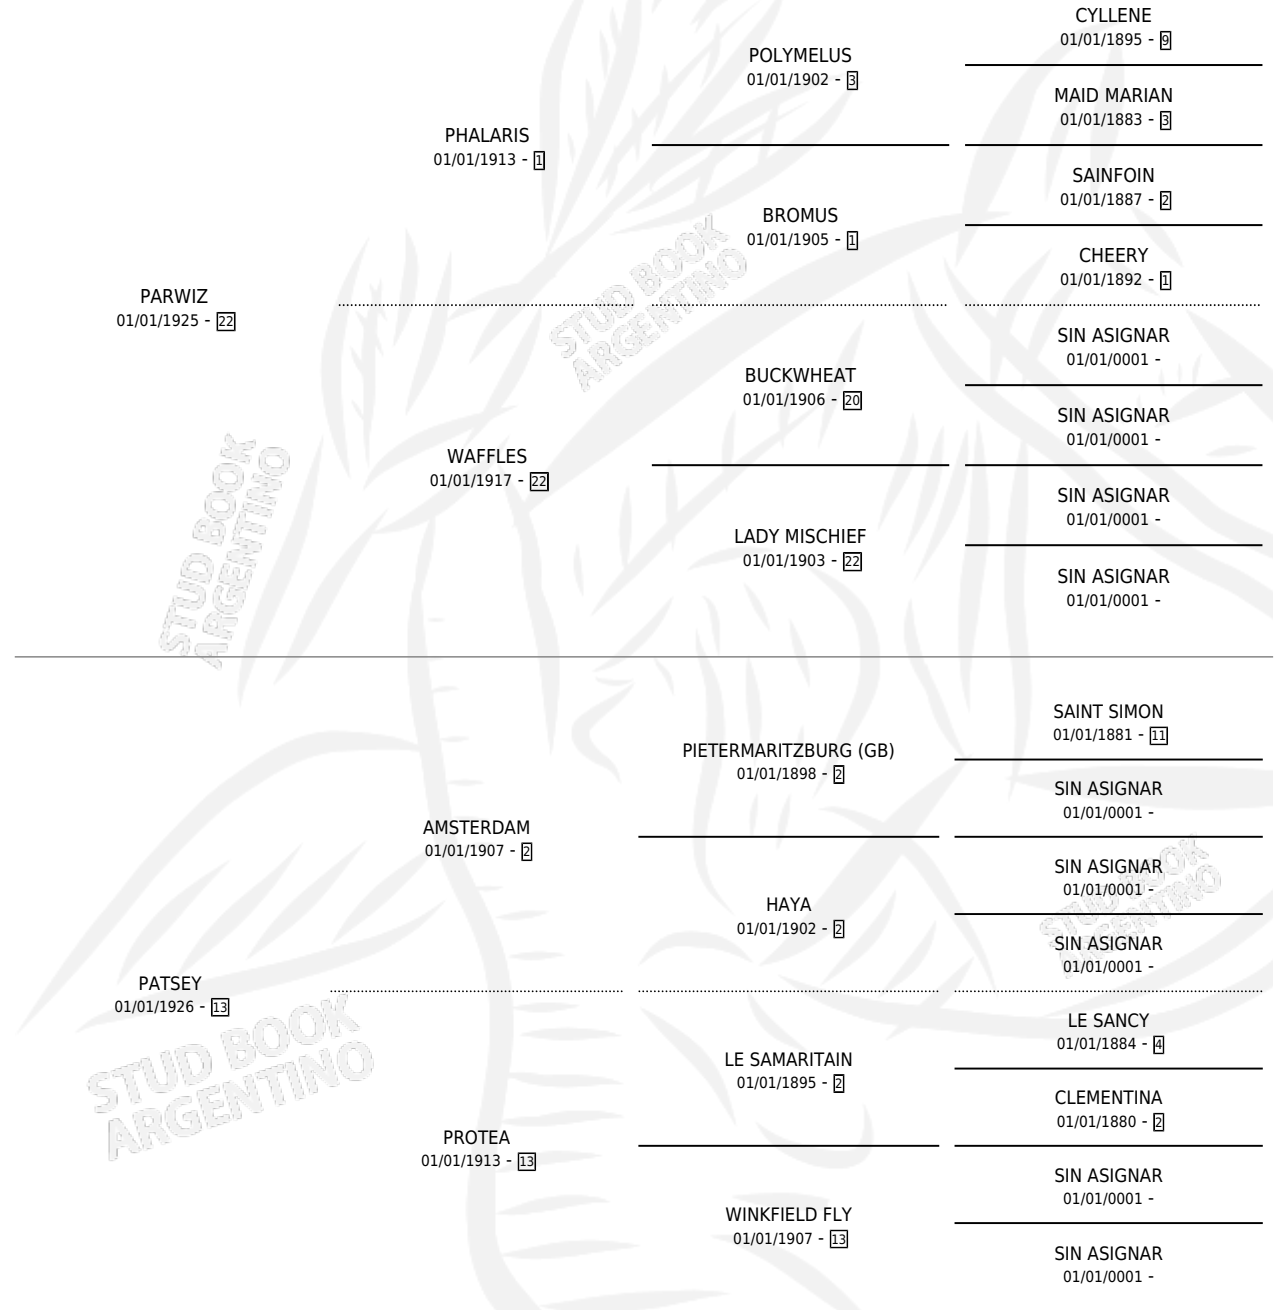 CYLLENE
01/01/1895 - 9
POLYMELUS
01/01/1902 - 3
MAID MARIAN
01/01/1883 - 3
PHALARIS
01/01/1913 - 1
SAINFOIN
01/01/1887 - 2
BROMUS
01/01/1905 - 1
CHEERY
01/01/1892 - 1
PARWIZ
01/01/1925 - 22
SIN ASIGNAR
01/01/0001 -
BUCKWHEAT
01/01/1906 - 20
SIN ASIGNAR
01/01/0001 -
WAFFLES
01/01/1917 - 22
SIN ASIGNAR
01/01/0001 -
LADY MISCHIEF
01/01/1903 - 22
SIN ASIGNAR
01/01/0001 -
STUD BOOK
ARGENTINO
STUD BOOK
ARGENTINO
SAINT SIMON
01/01/1881 - 11
PIETERMARITZBURG (GB)
01/01/1898 - 2
SIN ASIGNAR
01/01/0001 -
AMSTERDAM
01/01/1907 - 2
SIN ASIGNAR
01/01/0001 -
HAYA
01/01/1902 - 2
SIN ASIGNAR
01/01/0001 -
PATSEY
01/01/1926 - 13
LE SANCY
01/01/1884 - 4
LE SAMARITAIN
01/01/1895 - 2
CLEMENTINA
01/01/1880 - 2
PROTEA
01/01/1913 - 13
SIN ASIGNAR
01/01/0001 -
WINKFIELD FLY
01/01/1907 - 13
SIN ASIGNAR
01/01/0001 -
STUD BOOK
ARGENTINO
STUD BOOK
ARGENTINO